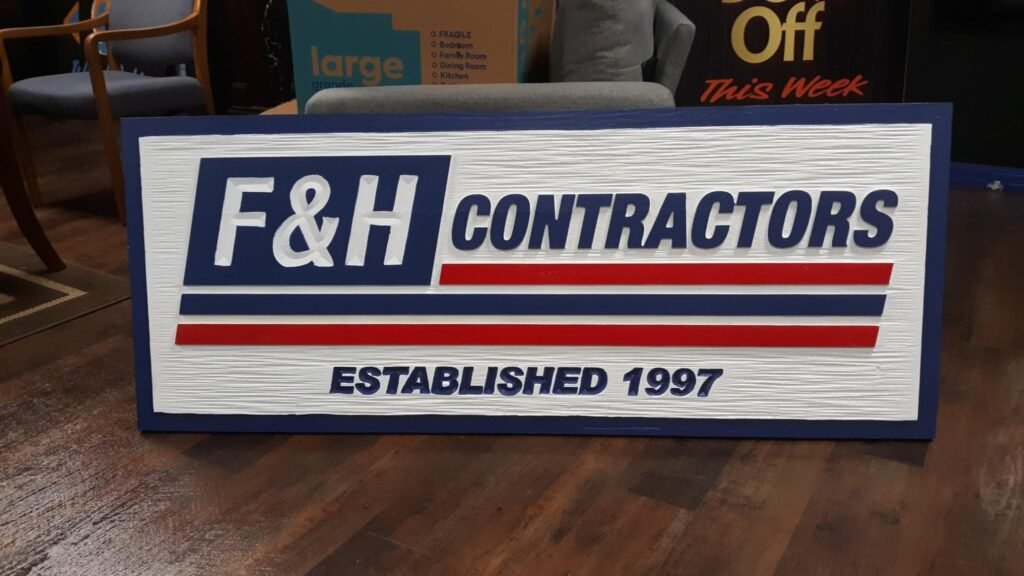 large
FRAGILE
Bedroom
Family Room
Dining Room
Kitchen
Off
This Week
F&H CONTRACTORS
ESTABLISHED 1997